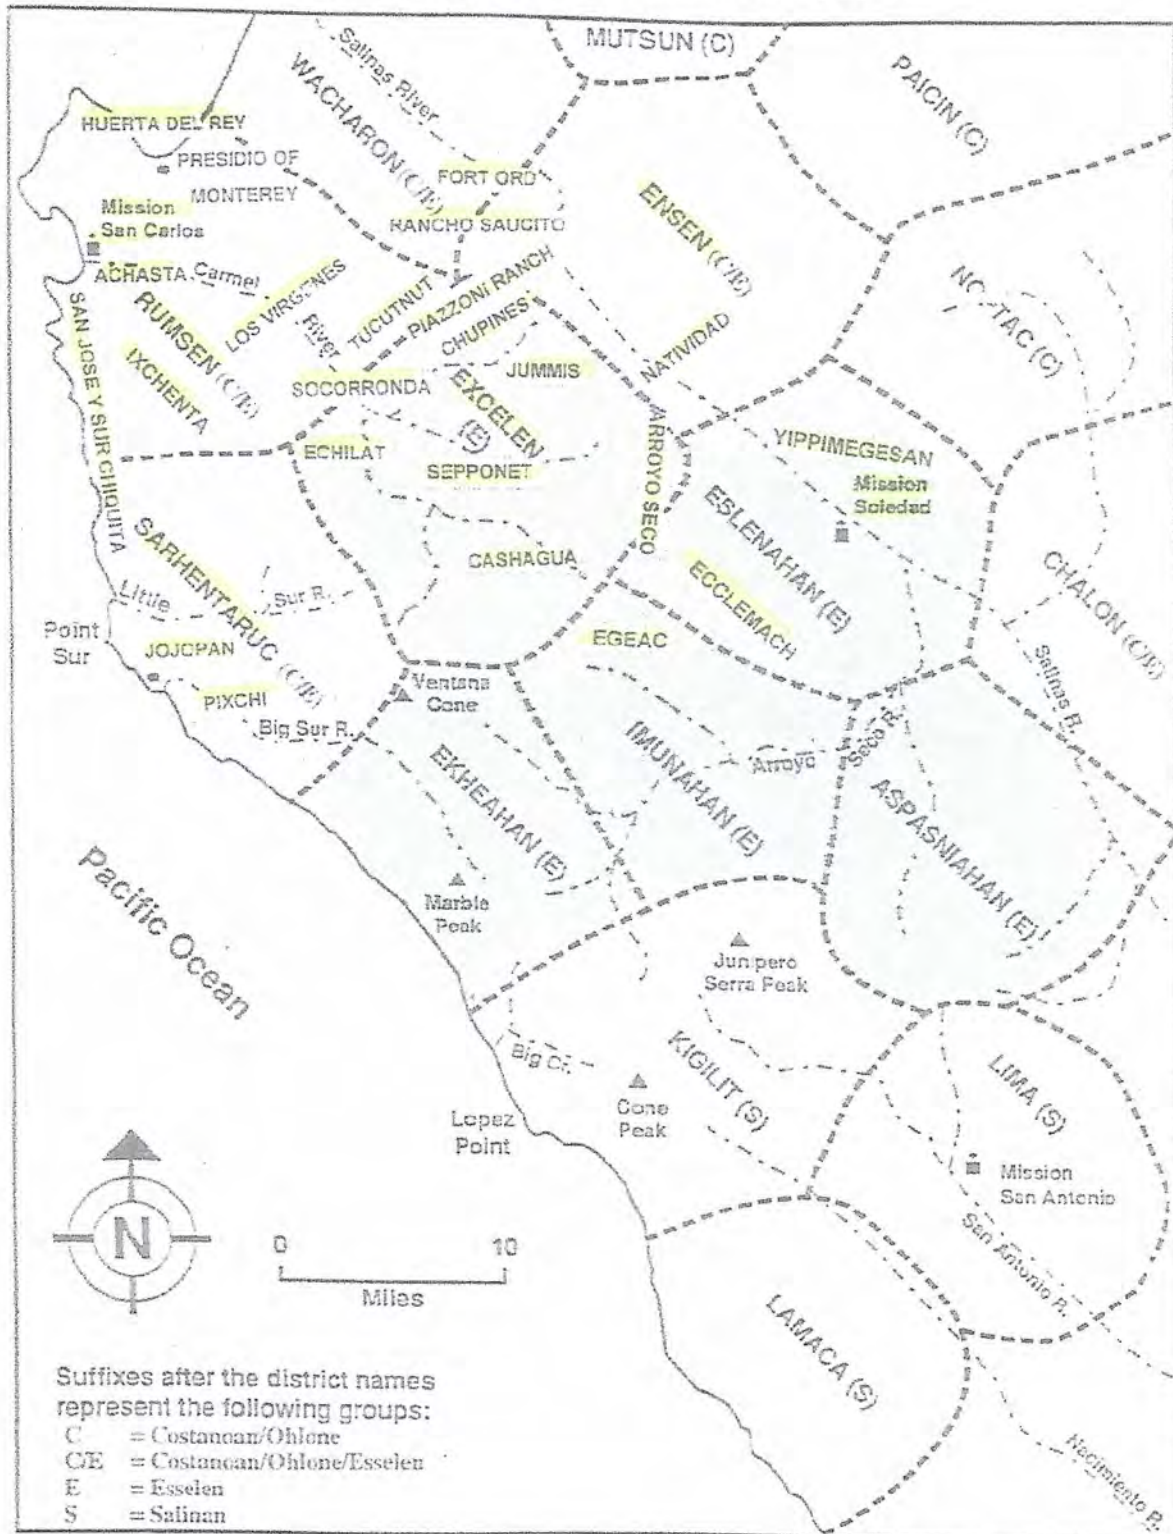 MUTSUN (C)
Salinas River
WACHARON (C/E)
PAICIN (C)
HUERTA DEL REY
PRESIDIO OF
MONTEREY
FORT ORD
RANCHO SAUCITO
ENSEN (C/E)
Mission
San Carlos
ACHASTA
Carmel
River
RUMSEN (C/E)
LOS VIRGENES
TUCUTNUT
PIAZZONI RANCH
CHUPINES
NATIVIDAD
SAN JOSE Y SUR CHIQUITA
IXCHENTA
SOCORRONDA
EXCELEN
(E)
JUMMIS
ECHILAT
SEPPONET
ARROYO SECO
YIPPIMEGESAN
Mission
Soledad
ESLENAHAN (E)
CASHAGUA
ECCLEMACH
EGEAC
CHALON (C/E)
Salinas R.
SARHENTARUC (C/E)
Little
Sur R.
Point
Sur
JOJOPAN
PIXCHI
Big Sur R.
Ventana
Cone
EKHEAHAN (E)
IMUNAHAN (E)
Arroyo
Seco R.
ASPASNIAHAN (E)
Pacific Ocean
Marble
Peak
Junipero
Serra Peak
Big Cr.
KIGILIT (S)
LIMA (S)
Cone
Peak
Lopez
Point
Mission
San Antonio
San Antonio R.
LAMACA (S)
Nacimiento R.
N
0 10
Miles
Suffixes after the district names
represent the following groups:
C = Costanoan/Ohlone
C/E = Costanoan/Ohlone/Esselen
E = Esselen
S = Salinan